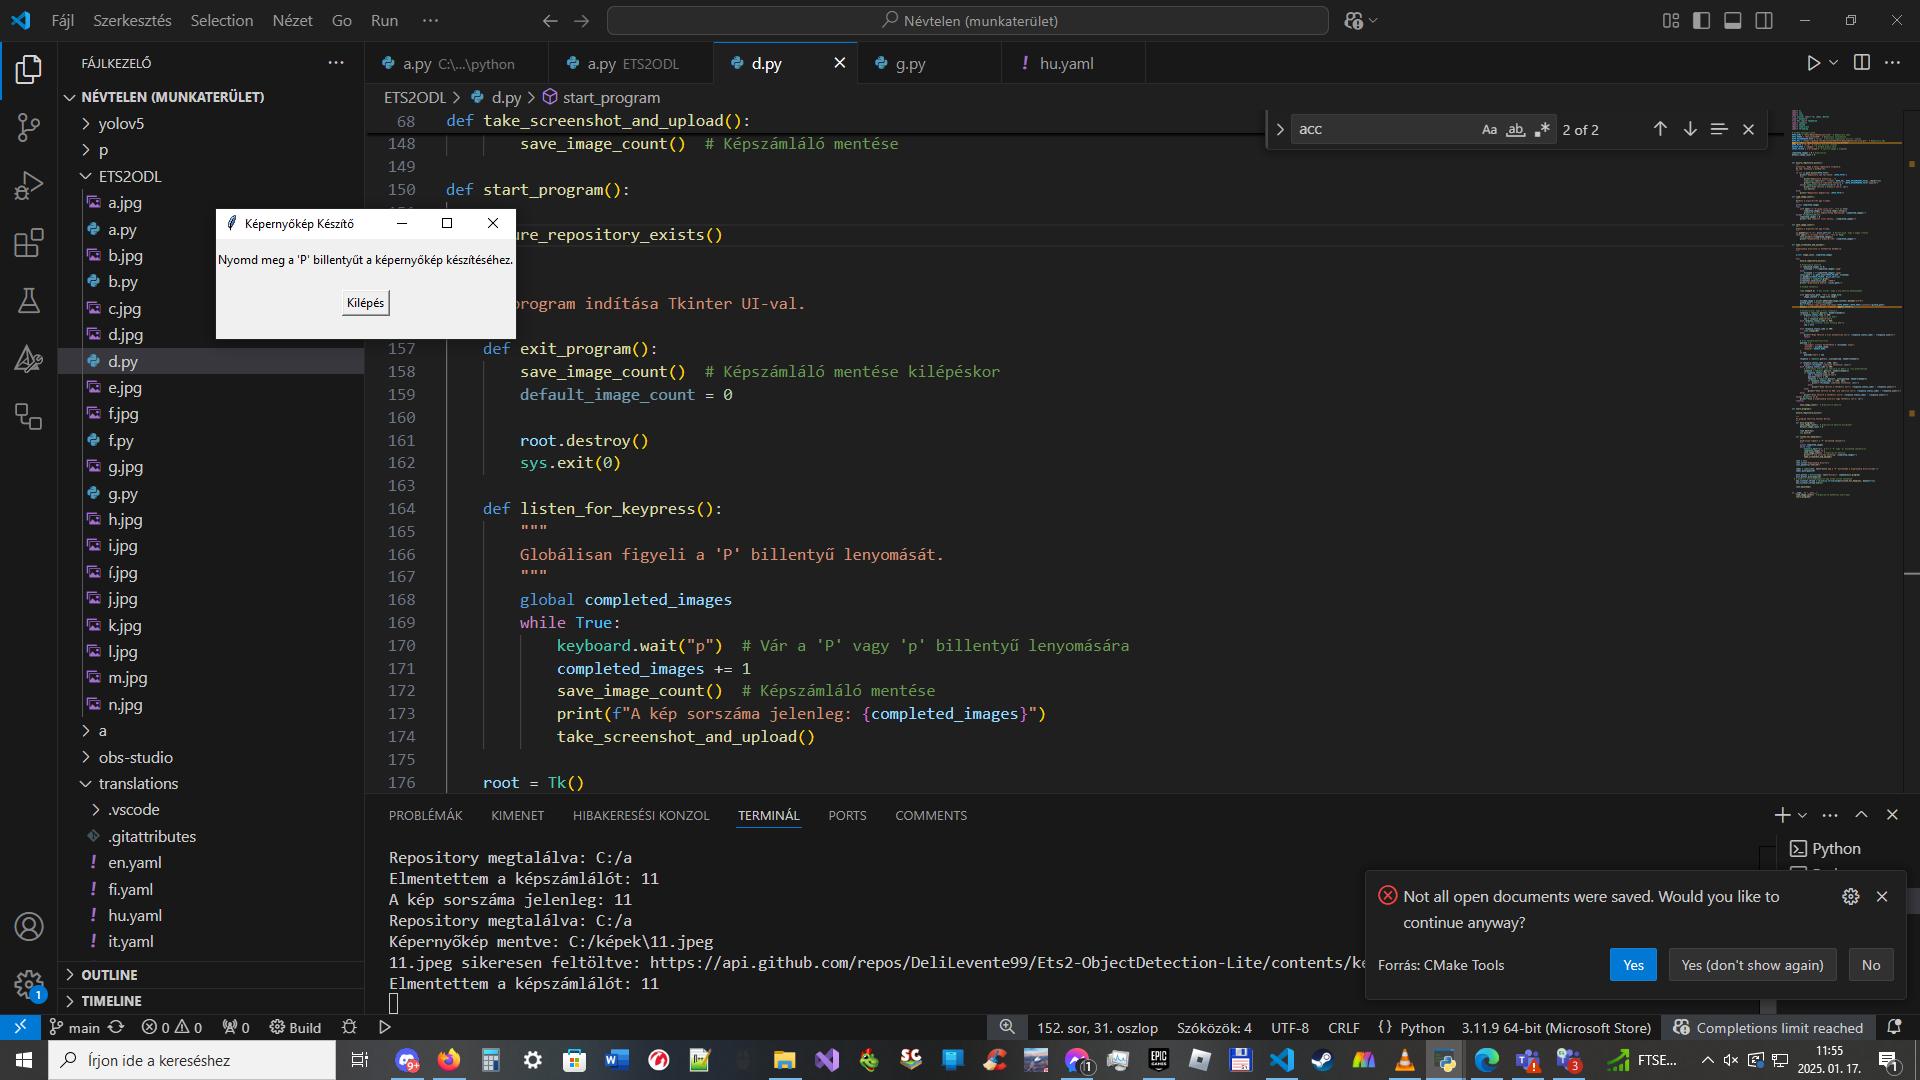 Fájl Szerkesztés Selection Nézet Go Run ··· Névtelen (munkaterület)
FÁJLKEZELŐ
a.py C:\...\python a.py ETS2ODL d.py g.py ! hu.yaml
NÉVTELEN (MUNKATERÜLET)
yolov5
p
ETS2ODL
a.jpg
a.py
b.jpg
b.py
c.jpg
d.jpg
d.py
e.jpg
f.jpg
f.py
g.jpg
g.py
h.jpg
i.jpg
í.jpg
j.jpg
k.jpg
l.jpg
m.jpg
n.jpg
a
obs-studio
translations
.vscode
.gitattributes
! en.yaml
! fi.yaml
! hu.yaml
! it.yaml
OUTLINE
TIMELINE
ETS2ODL > d.py > start_program
acc Aa ab .* 2 of 2
68 def take_screenshot_and_upload():
148 save_image_count() # Képszámláló mentése
149
150 def start_program():
Képernyőkép Készítő
Nyomd meg a 'P' billentyűt a képernyőkép készítéséhez.
Kilépés
ure_repository_exists()
program indítása Tkinter UI-val.
157 def exit_program():
158 save_image_count() # Képszámláló mentése kilépéskor
159 default_image_count = 0
160
161 root.destroy()
162 sys.exit(0)
163
164 def listen_for_keypress():
165 """
166 Globálisan figyeli a 'P' billentyű lenyomását.
167 """
168 global completed_images
169 while True:
170 keyboard.wait("p") # Vár a 'P' vagy 'p' billentyű lenyomására
171 completed_images += 1
172 save_image_count() # Képszámláló mentése
173 print(f"A kép sorszáma jelenleg: {completed_images}")
174 take_screenshot_and_upload()
175
176 root = Tk()
PROBLÉMÁK KIMENET HIBAKERESÉSI KONZOL TERMINÁL PORTS COMMENTS
Repository megtalálva: C:/a
Elmentettem a képszámlálót: 11
A kép sorszáma jelenleg: 11
Repository megtalálva: C:/a
Képernyőkép mentve: C:/képek\11.jpeg
11.jpeg sikeresen feltöltve: https://api.github.com/repos/DeliLevente99/Ets2-ObjectDetection-Lite/contents/ke
Elmentettem a képszámlálót: 11
Python
Not all open documents were saved. Would you like to
continue anyway?
Forrás: CMake Tools Yes Yes (don't show again) No
1
main 0 0 0 Build 152. sor, 31. oszlop Szóközök: 4 UTF-8 CRLF {} Python 3.11.9 64-bit (Microsoft Store) Completions limit reached
Írjon ide a kereséshez 9+ SC 1 EPIC GAMES 3 FTSE... 11:55
2025. 01. 17. 1